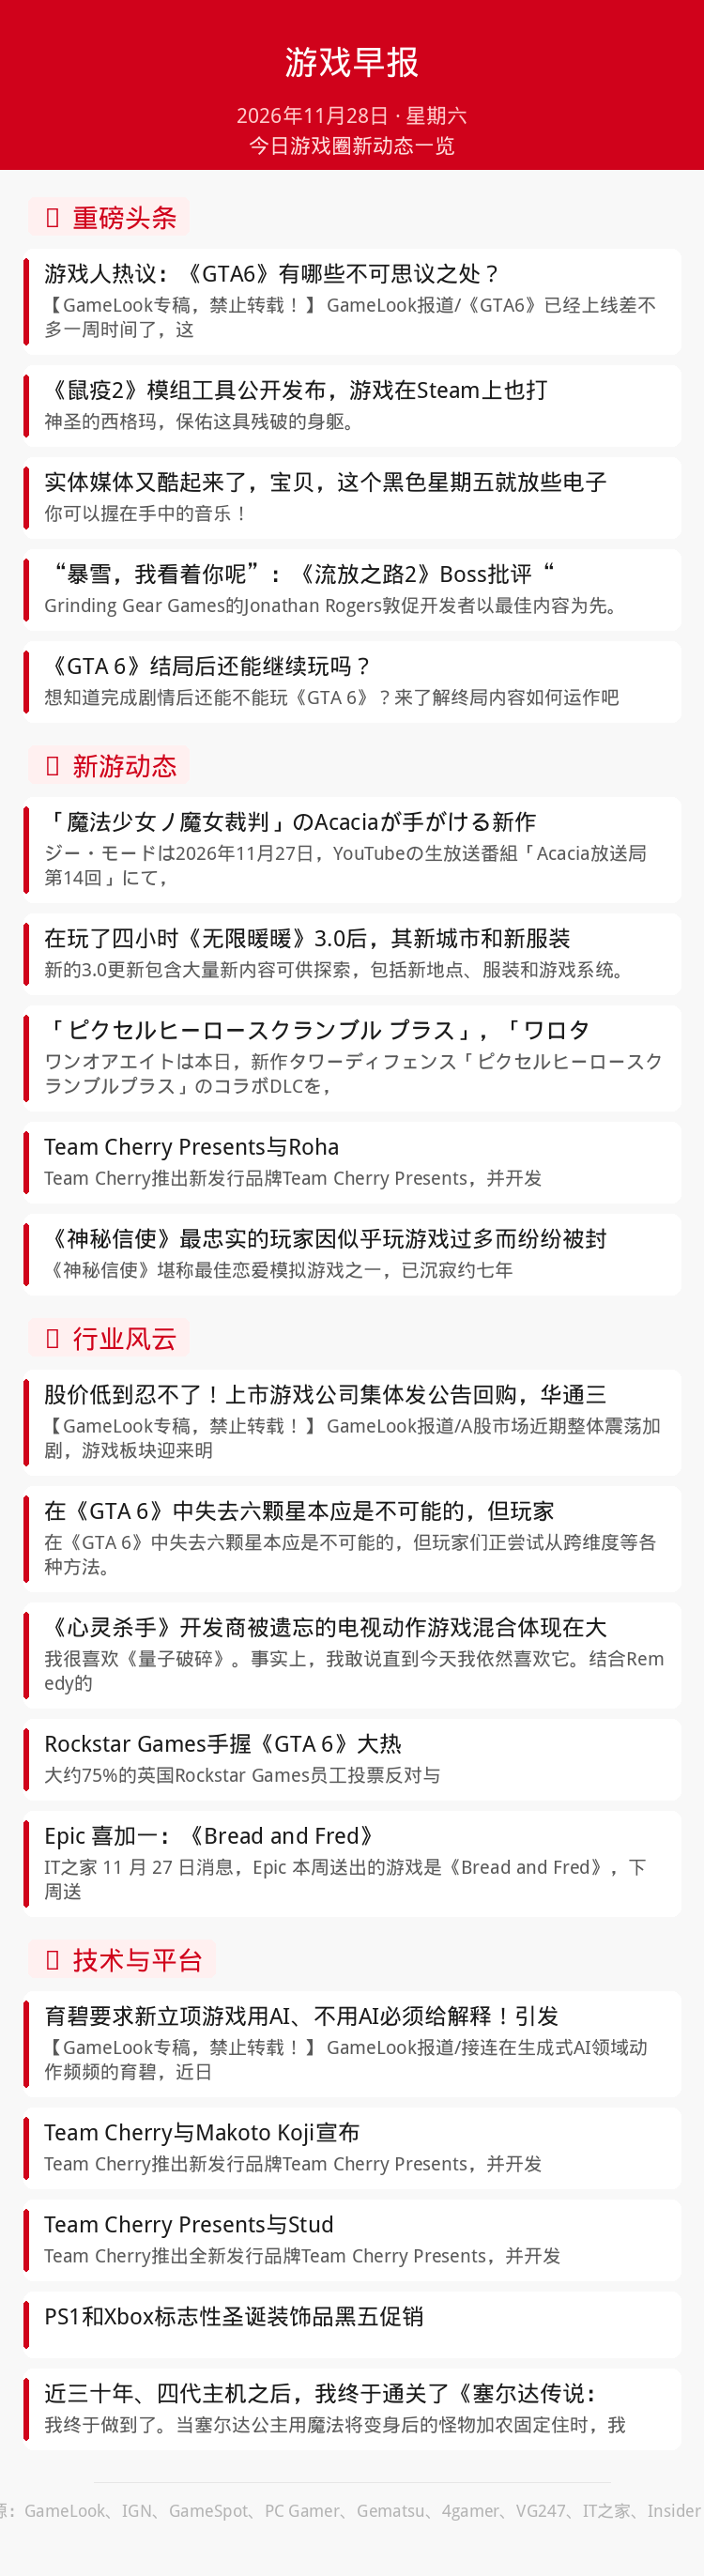 游戏早报
2026年11月28日 · 星期六
今日游戏圈新动态一览
重磅头条
游戏人热议：《GTA6》有哪些不可思议之处？
【GameLook专稿，禁止转载！】GameLook报道/《GTA6》已经上线差不
多一周时间了，这
《鼠疫2》模组工具公开发布，游戏在Steam上也打
神圣的西格玛，保佑这具残破的身躯。
实体媒体又酷起来了，宝贝，这个黑色星期五就放些电子
你可以握在手中的音乐！
“暴雪，我看着你呢”：《流放之路2》Boss批评“
Grinding Gear Games的Jonathan Rogers敦促开发者以最佳内容为先。
《GTA 6》结局后还能继续玩吗？
想知道完成剧情后还能不能玩《GTA 6》？来了解终局内容如何运作吧
新游动态
「魔法少女ノ魔女裁判」のAcaciaが手がける新作
ジー・モードは2026年11月27日，YouTubeの生放送番組「Acacia放送局
第14回」にて，
在玩了四小时《无限暖暖》3.0后，其新城市和新服装
新的3.0更新包含大量新内容可供探索，包括新地点、服装和游戏系统。
「ピクセルヒーロースクランブル プラス」，「ワロタ
ワンオアエイトは本日，新作タワーディフェンス「ピクセルヒーロースク
ランブルプラス」のコラボDLCを，
Team Cherry Presents与Roha
Team Cherry推出新发行品牌Team Cherry Presents，并开发
《神秘信使》最忠实的玩家因似乎玩游戏过多而纷纷被封
《神秘信使》堪称最佳恋爱模拟游戏之一，已沉寂约七年
行业风云
股价低到忍不了！上市游戏公司集体发公告回购，华通三
【GameLook专稿，禁止转载！】GameLook报道/A股市场近期整体震荡加
剧，游戏板块迎来明
在《GTA 6》中失去六颗星本应是不可能的，但玩家
在《GTA 6》中失去六颗星本应是不可能的，但玩家们正尝试从跨维度等各
种方法。
《心灵杀手》开发商被遗忘的电视动作游戏混合体现在大
我很喜欢《量子破碎》。事实上，我敢说直到今天我依然喜欢它。结合Rem
edy的
Rockstar Games手握《GTA 6》大热
大约75%的英国Rockstar Games员工投票反对与
Epic 喜加一：《Bread and Fred》
IT之家 11 月 27 日消息，Epic 本周送出的游戏是《Bread and Fred》，下
周送
技术与平台
育碧要求新立项游戏用AI、不用AI必须给解释！引发
【GameLook专稿，禁止转载！】GameLook报道/接连在生成式AI领域动
作频频的育碧，近日
Team Cherry与Makoto Koji宣布
Team Cherry推出新发行品牌Team Cherry Presents，并开发
Team Cherry Presents与Stud
Team Cherry推出全新发行品牌Team Cherry Presents，并开发
PS1和Xbox标志性圣诞装饰品黑五促销
近三十年、四代主机之后，我终于通关了《塞尔达传说：
我终于做到了。当塞尔达公主用魔法将变身后的怪物加农固定住时，我
源：GameLook、IGN、GameSpot、PC Gamer、Gematsu、4gamer、VG247、IT之家、Insider